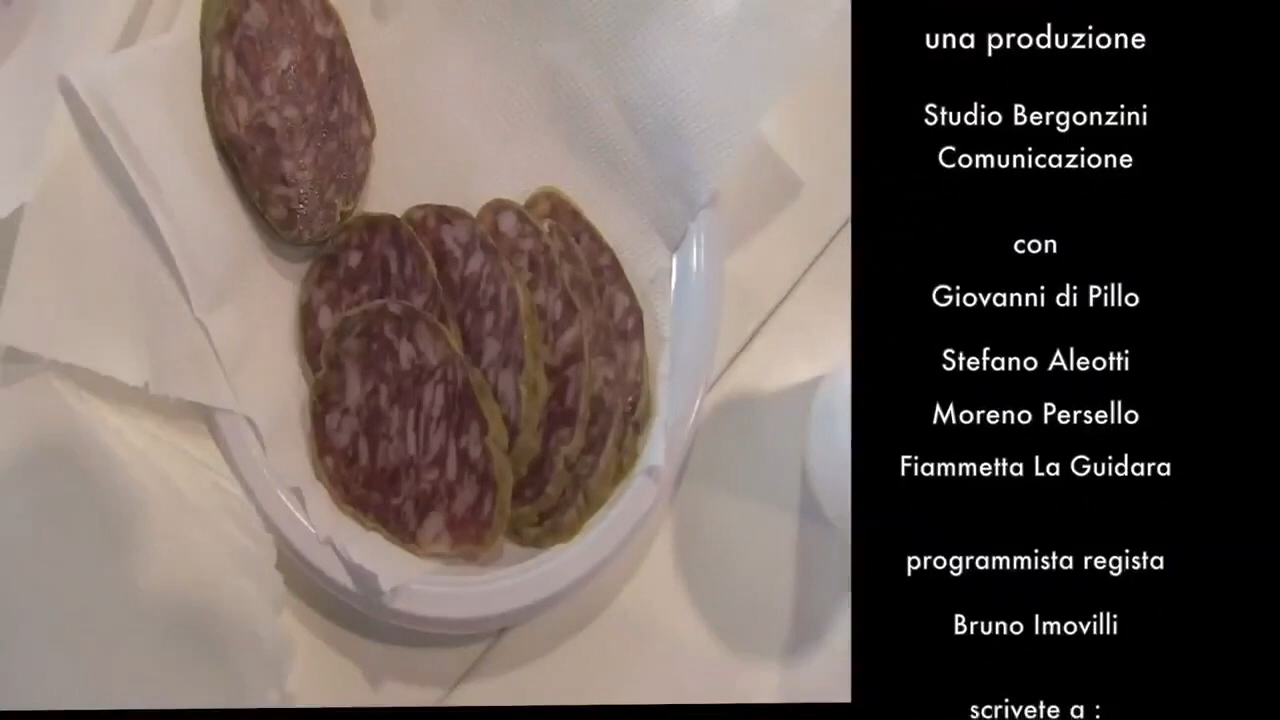 una produzione
Studio Bergonzini
Comunicazione
con
Giovanni di Pillo
Stefano Aleotti
Moreno Persello
Fiammetta La Guidara
programmista regista
Bruno Imovilli
scrivete a :